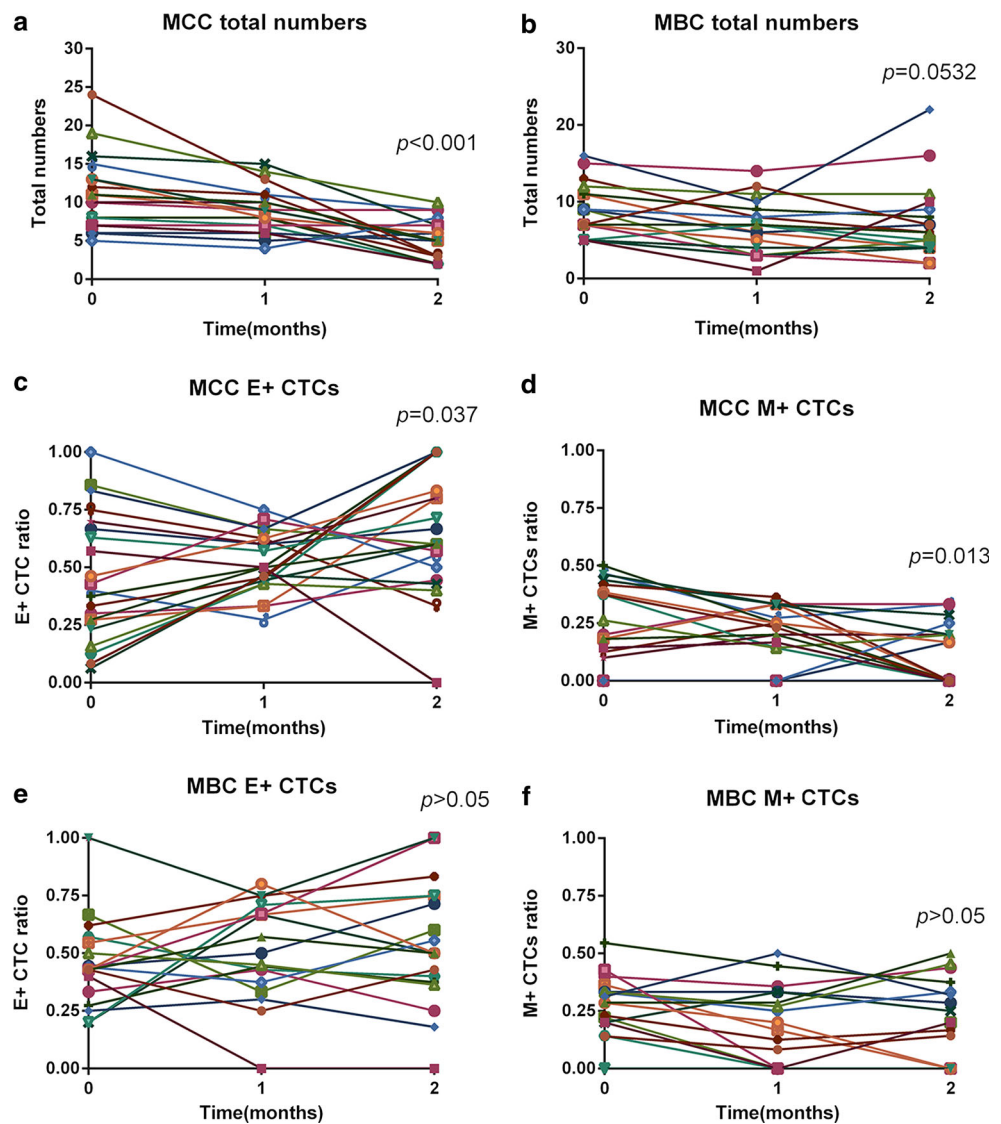 a
MCC total numbers
30
25
20
15
10
5
0
Total numbers
p<0.001
0 1 2
Time(months)
b
MBC total numbers
30
20
10
0
Total numbers
p=0.0532
0 1 2
Time(months)
c
MCC E+ CTCs
p=0.037
1.00
0.75
0.50
0.25
0.00
E+ CTC ratio
0 1 2
Time(months)
d
MCC M+ CTCs
1.00
0.75
0.50
0.25
0.00
M+ CTCs ratio
p=0.013
0 1 2
Time(months)
e
MBC E+ CTCs
p>0.05
1.00
0.75
0.50
0.25
0.00
E+ CTC ratio
0 1 2
Time(months)
f
MBC M+ CTCs
1.00
0.75
0.50
0.25
0.00
M+ CTCs ratio
p>0.05
0 1 2
Time(months)